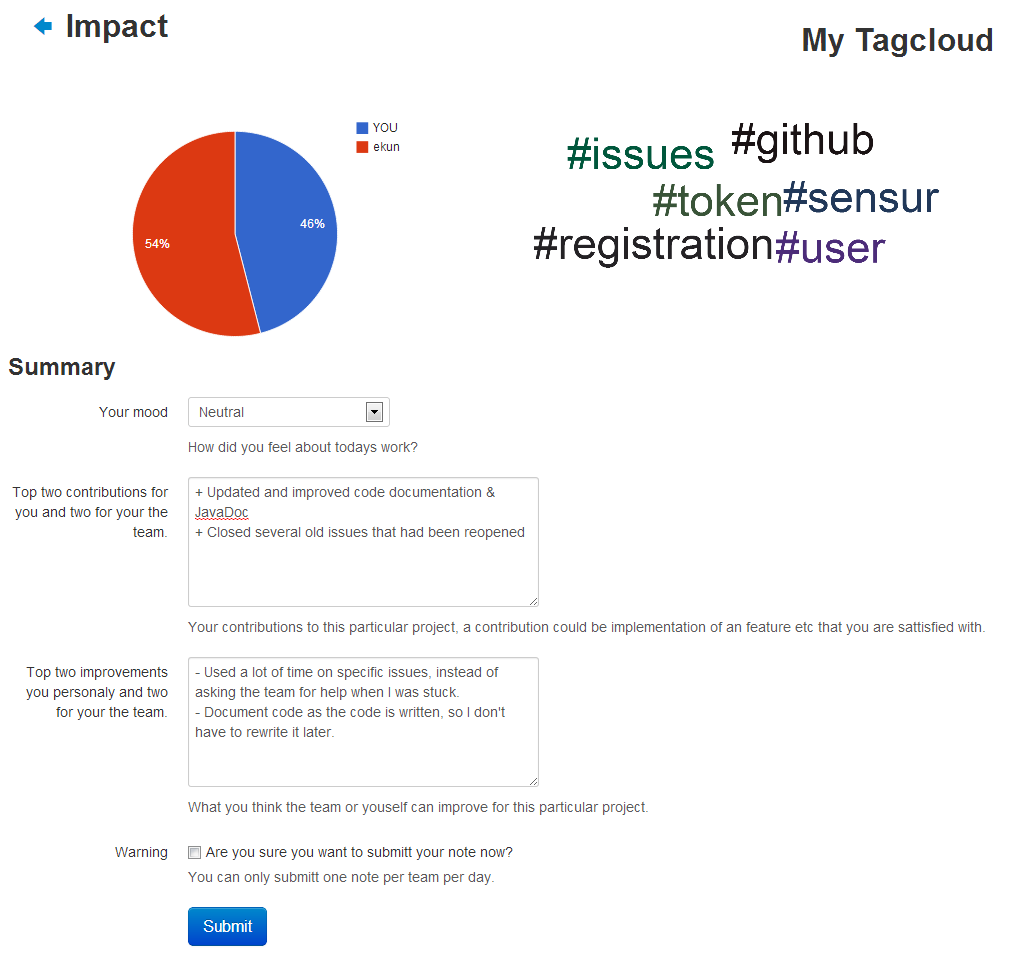 Impact
My Tagcloud
YOU
ekun
46%
54%
#issues
#github
#token
#sensur
#registration
#user
Summary
Your mood
Neutral
How did you feel about todays work?
Top two contributions for
you and two for your the
team.
+ Updated and improved code documentation &
JavaDoc
+ Closed several old issues that had been reopened
Your contributions to this particular project, a contribution could be implementation of an feature etc that you are sattisfied with.
Top two improvements
you personaly and two
for your the team.
- Used a lot of time on specific issues, instead of
asking the team for help when I was stuck.
- Document code as the code is written, so I don't
have to rewrite it later.
What you think the team or youself can improve for this particular project.
Warning
Are you sure you want to submitt your note now?
You can only submitt one note per team per day.
Submit